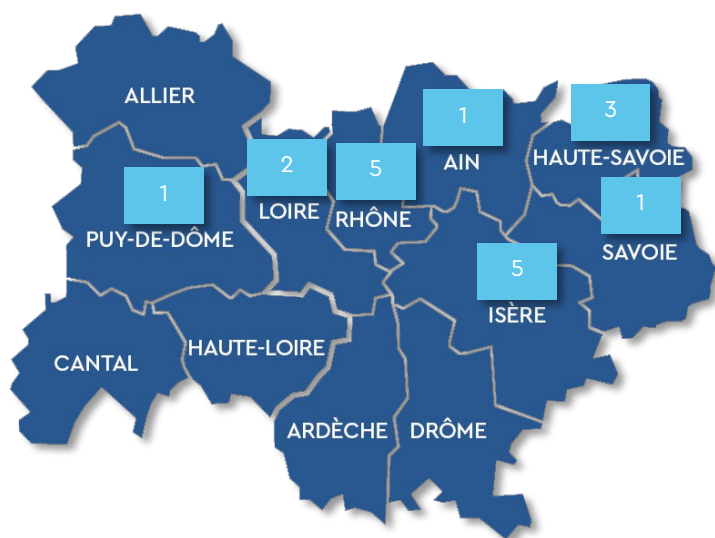 ALLIER
1
AIN
3
HAUTE-SAVOIE
2
LOIRE
5
RHÔNE
1
PUY-DE-DÔME
1
SAVOIE
5
ISÈRE
HAUTE-LOIRE
CANTAL
ARDÈCHE
DRÔME